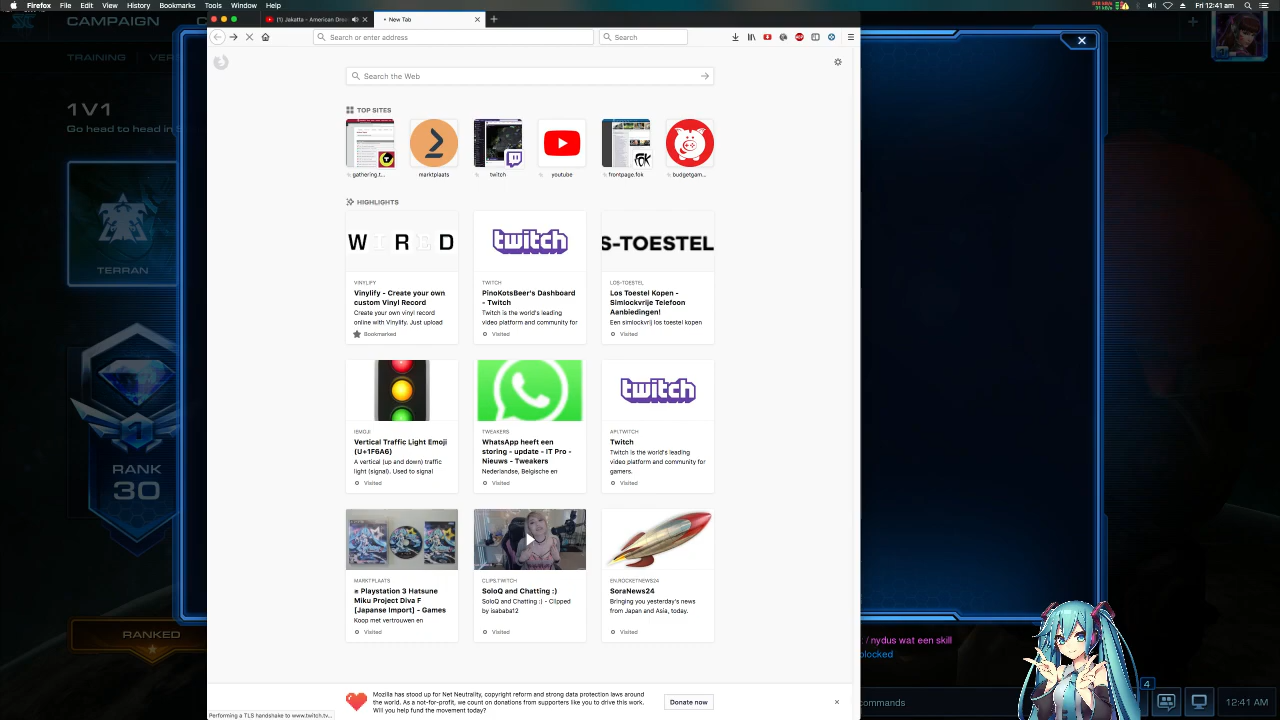 Firefox File Edit View History Bookmarks Tools Window Help
Fri 12:41 am
CAMPAIGN
(1) Jakatta - American Dre
New Tab
Search or enter address
Search
TRAINING
1V1
Go head to head in S
Search the Web
TOP SITES
gathering.t...
marktplaats
twitch
youtube
frontpage.fok
budgetgam...
HIGHLIGHTS
WIRED
twitch
S-TOESTEL
VINYLIFY
TWITCH
LOS-TOESTEL
Vinylify - Create your own custom Vinyl Record
PinoKotsBeer's Dashboard - Twitch
Los Toestel Kopen - Simlockvrije Telefoon Aanbiedingen!
Create your own vinyl record online with Vinylify. Just upload
Twitch is the world's leading video platform and community for
Een simlockvrij los toestel kopen
Bookmarked
Visited
Visited
TERRAN
twitch
!EMOJI
TWEAKERS
API.TWITCH
Vertical Traffic Light Emoji (U+1F6A6)
WhatsApp heeft een storing - update - IT Pro - Nieuws - Tweakers
Twitch
A vertical (up and down) traffic light (signal). Used to signal
Nederlandse, Belgische en
Twitch is the world's leading video platform and community for gamers.
Visited
Visited
Visited
RANK
30
MARKTPLAATS
CLIPS.TWITCH
EN.ROCKETNEWS24
≥ Playstation 3 Hatsune Miku Project Diva F [Japanse Import] - Games
SoloQ and Chatting :)
SoraNews24
Koop met vertrouwen en
SoloQ and Chatting :) - Clipped by isababa12
Bringing you yesterday's news from Japan and Asia, today.
Visited
Visited
Visited
RANKED
/ nydus wat een skill
blocked
4
commands
12:41 AM
Mozilla has stood up for Net Neutrality, copyright reform and strong data protection laws around
the world. As a not-for-profit, we count on donations from supporters like you to drive this work.
Will you help fund the movement today?
Donate now
Performing a TLS handshake to www.twitch.tv...